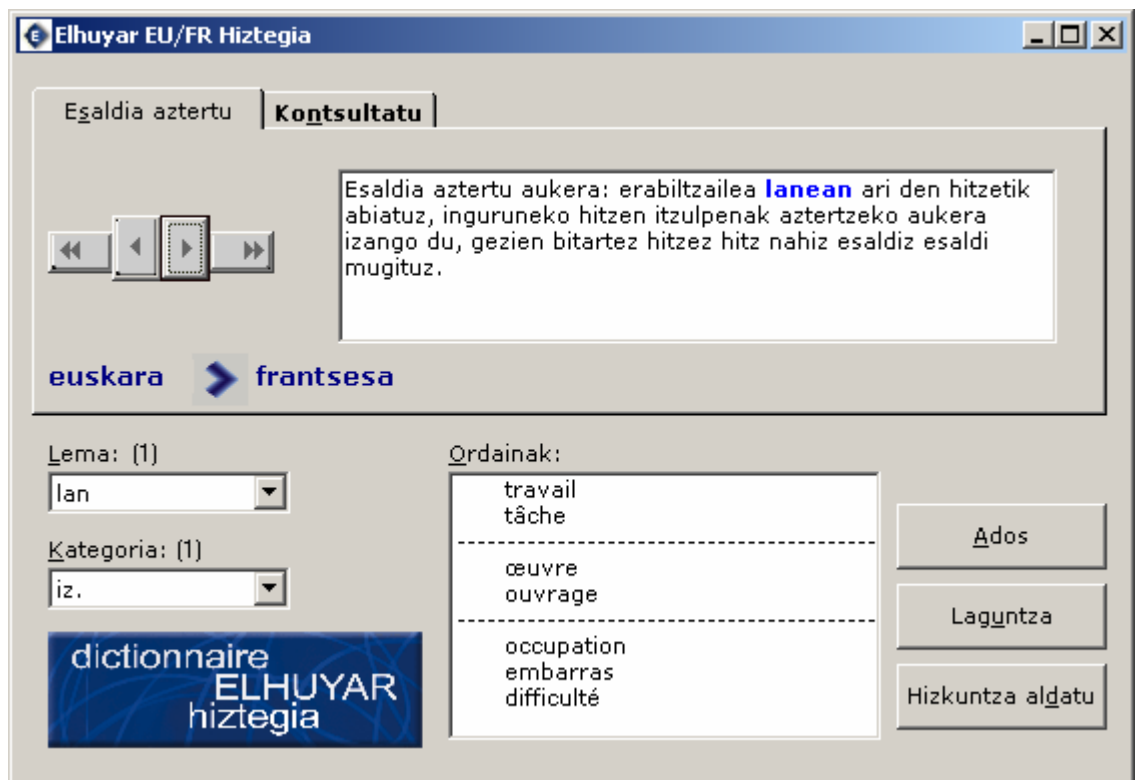 Elhuyar EU/FR Hiztegia
Esaldia aztertu
Kontsultatu
Esaldia aztertu aukera: erabiltzailea lanean ari den hitzetik
abiatuz, inguruneko hitzen itzulpenak aztertzeko aukera
izango du, gezien bitartez hitzez hitz nahiz esaldiz esaldi
mugituz.
euskara > frantsesa
Lema: (1)
lan
Kategoria: (1)
iz.
dictionnaire
ELHUYAR
hiztegia
Ordainak:
travail
tâche
œuvre
ouvrage
occupation
embarras
difficulté
Ados
Laguntza
Hizkuntza aldatu